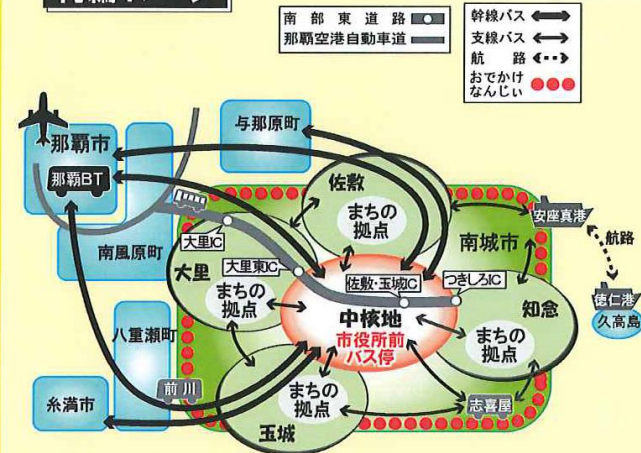 南部東道路
那覇空港自動車道
幹線バス
支線バス
航路
おでかけ
なんじぃ
与那原町
那覇市
那覇BT
佐敷
まちの
拠点
安座真港
航路
南城市
大里IC
南風原町
大里
大里東IC
佐敷・玉城IC
つきしろIC
徳仁港
久高島
まちの
拠点
中核地
市役所前
バス停
知念
まちの
拠点
八重瀬町
前川
まちの
拠点
志喜屋
糸満市
玉城